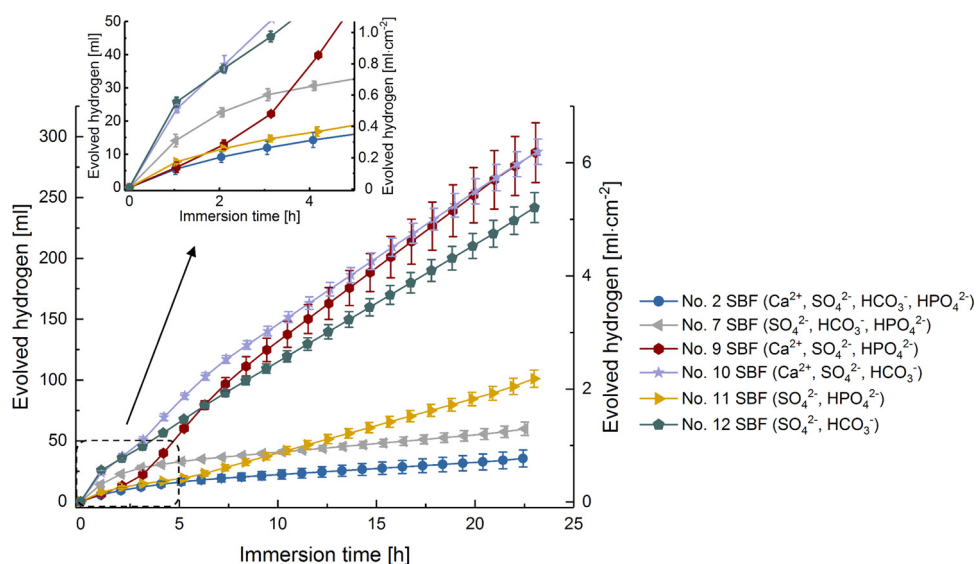 50
40
30
20
10
0
Evolved hydrogen [ml]
0
2
4
Immersion time [h]
1.0
0.8
0.6
0.4
0.2
0
Evolved hydrogen [ml·cm⁻²]
300
250
200
150
100
50
0
Evolved hydrogen [ml]
6
4
2
0
Evolved hydrogen [ml·cm⁻²]
0
5
10
15
20
25
Immersion time [h]
No. 2 SBF (Ca²⁺, SO₄²⁻, HCO₃⁻, HPO₄²⁻)
No. 7 SBF (SO₄²⁻, HCO₃⁻, HPO₄²⁻)
No. 9 SBF (Ca²⁺, SO₄²⁻, HPO₄²⁻)
No. 10 SBF (Ca²⁺, SO₄²⁻, HCO₃⁻)
No. 11 SBF (SO₄²⁻, HPO₄²⁻)
No. 12 SBF (SO₄²⁻, HCO₃⁻)